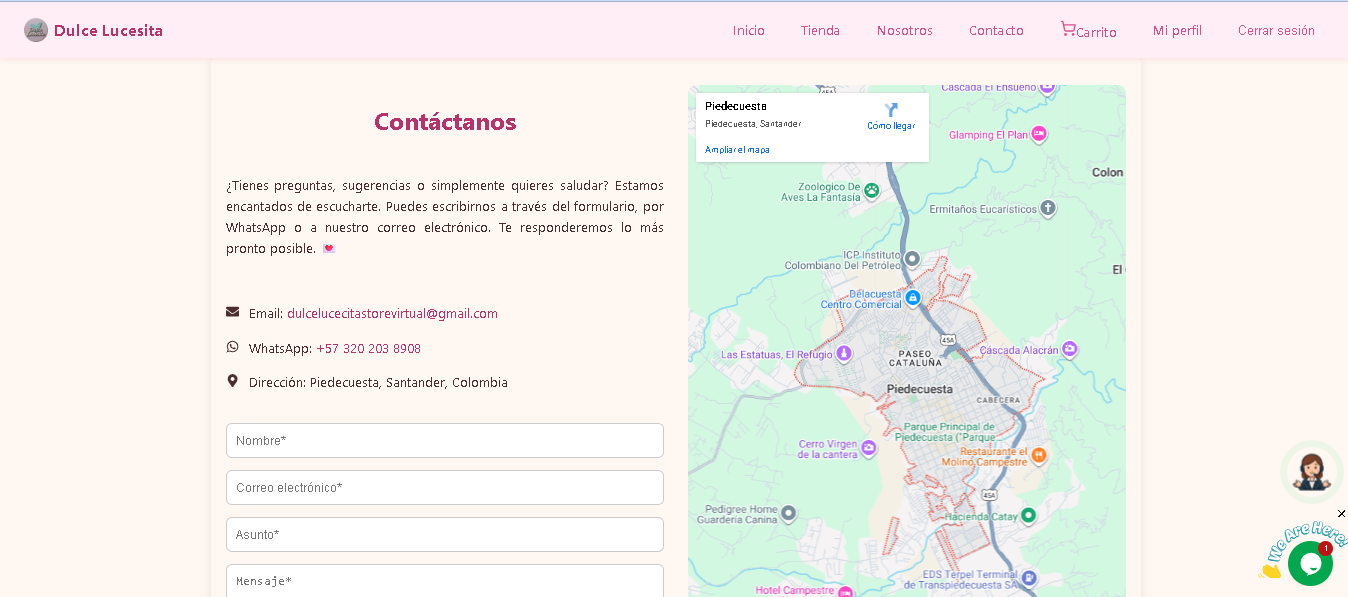 Dulce Lucesita
Inicio
Tienda
Nosotros
Contacto
Carrito
Mi perfil
Cerrar sesión
Contáctanos
¿Tienes preguntas, sugerencias o simplemente quieres saludar? Estamos
encantados de escucharte. Puedes escribirnos a través del formulario, por
WhatsApp o a nuestro correo electrónico. Te responderemos lo más
pronto posible. 💌
Email: dulcelucecitastorevirtual@gmail.com
WhatsApp: +57 320 203 8908
Dirección: Piedecuesta, Santander, Colombia
Nombre*
Correo electrónico*
Asunto*
Mensaje*
Piedecuesta
Piedecuesta, Santander
Cómo llegar
Ampliar el mapa
45A
Cascada El Ensueño
Glamping El Plan
Colon
Zoologico De
Aves La Fantasía
Ermitaños Eucarísticos
ICP Instituto
Colombiano Del Petróleo
El
Delacuesta
Centro Comercial
45A
Las Estatuas, El Refugio
PASEO
CATALUÑA
Cascada Alacrán
Piedecuesta
CABECERA
Parque Principal de
Piedecuesta ("Parque
Cerro Virgen
de la cantera
Restaurante el
Molino Campestre
45A
Pedigree Home
Guardería Canina
Hacienda Catay
EDS Terpel Terminal
de Transpiedecuesta SA
Hotel Campestre
We Are Here!
1